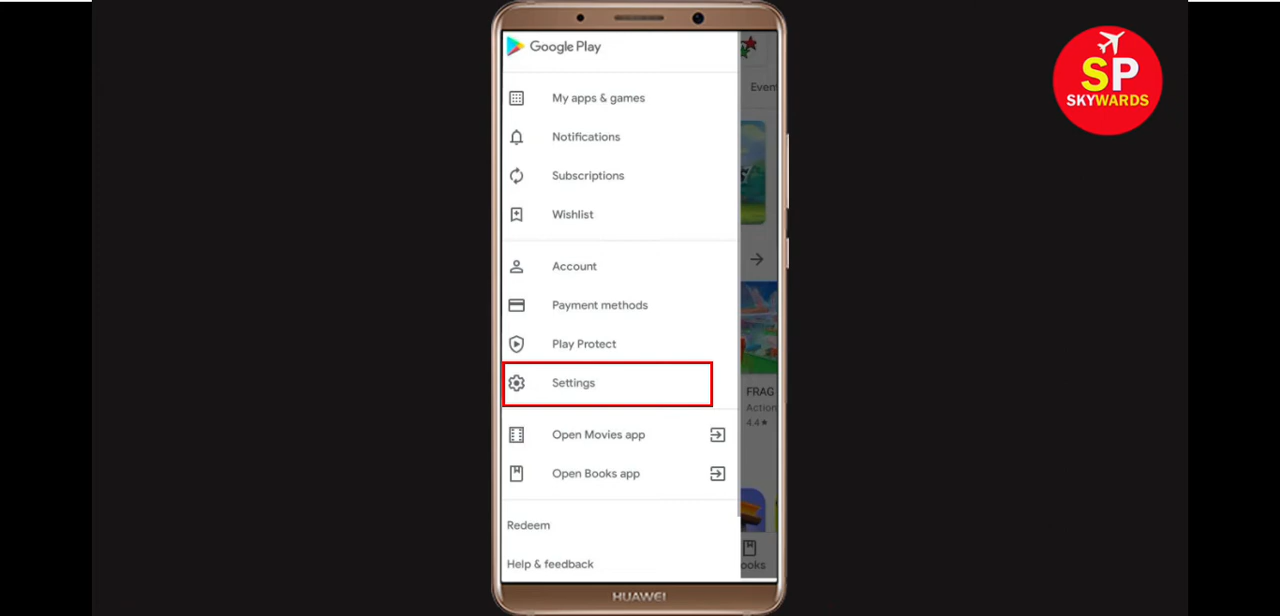 Google Play
SP
SKYWARDS
My apps & games
Even
Notifications
Subscriptions
Wishlist
Account
Payment methods
Play Protect
Settings
FRAG
Action
4.4★
Open Movies app
Open Books app
Redeem
ooks
Help & feedback
HUAWEI